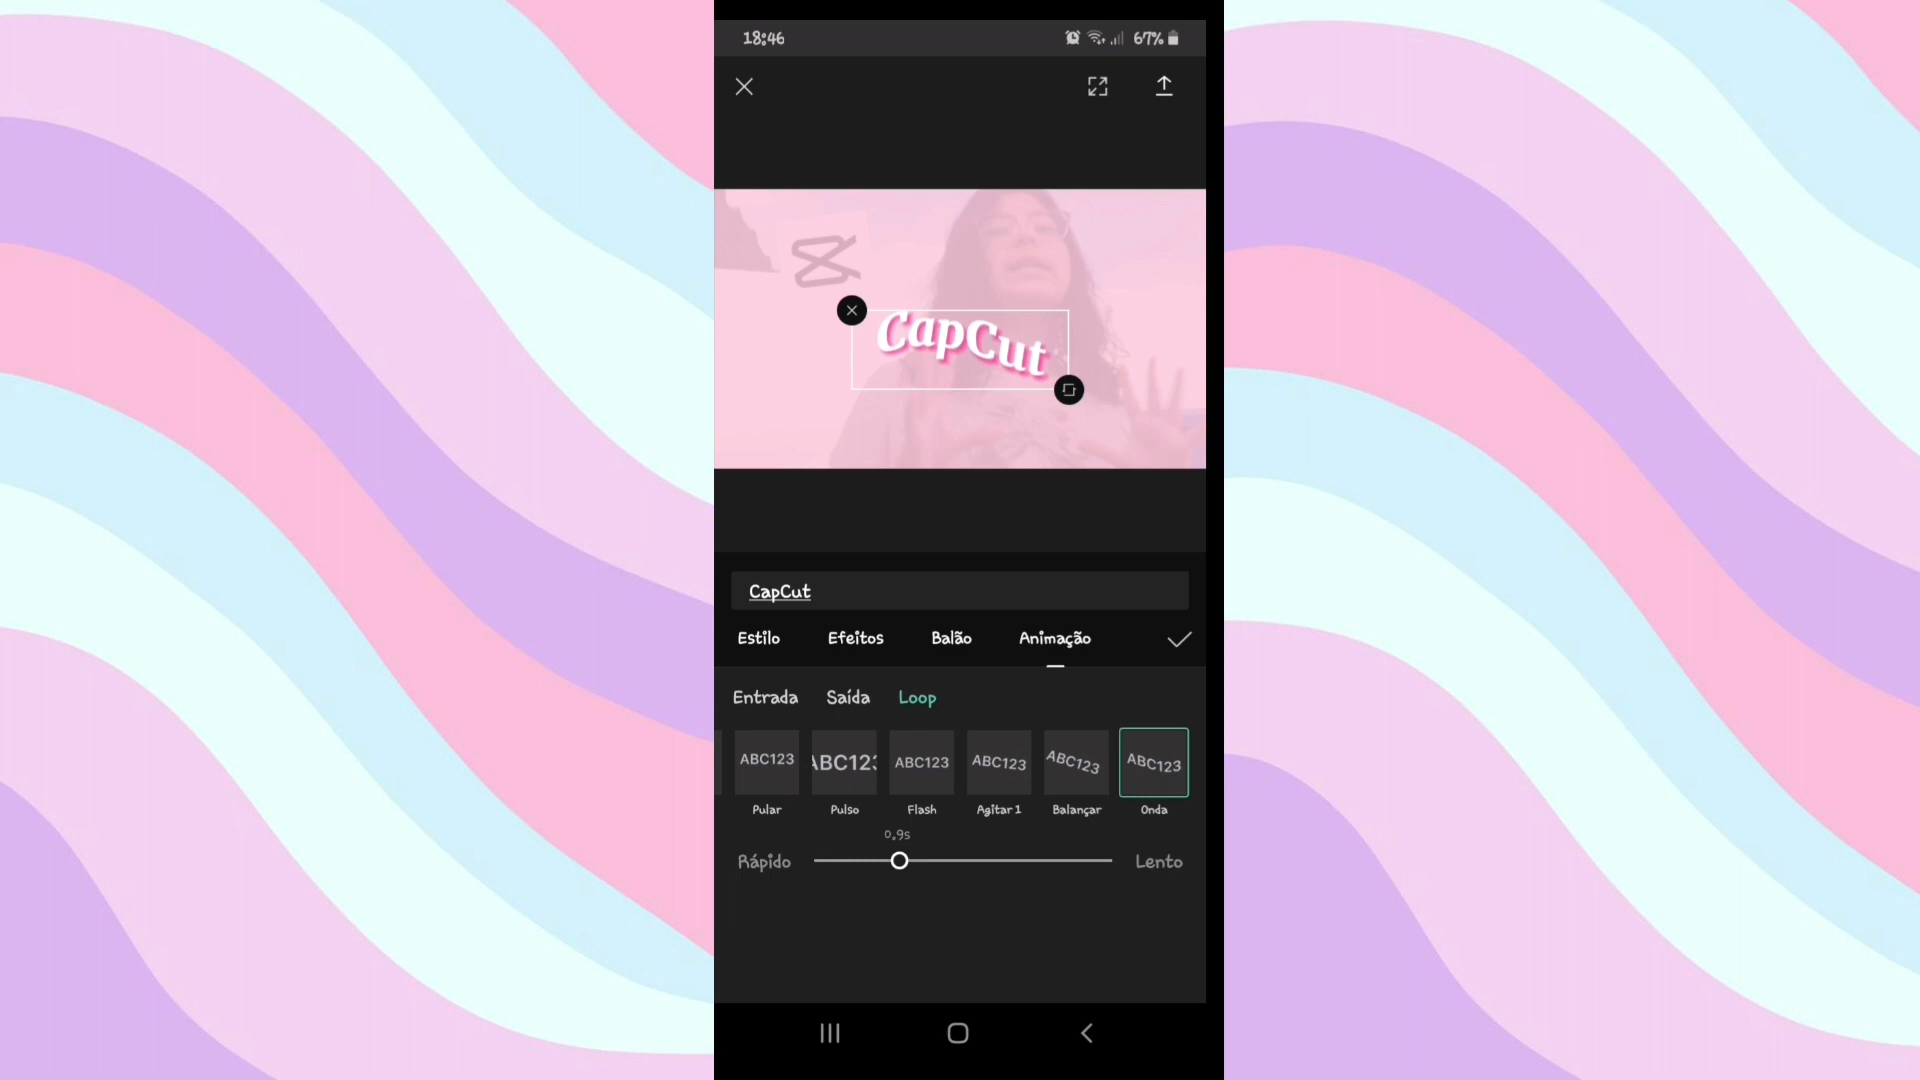 18:46 67%
CapCut
CapCut
Estilo Efeitos Balão Animação
Entrada Saída Loop
ABC123 ABC123 ABC123 ABC123 ABC123 ABC123
Pular Pulso Flash Agitar 1 Balançar Onda
0.9s
Rápido Lento